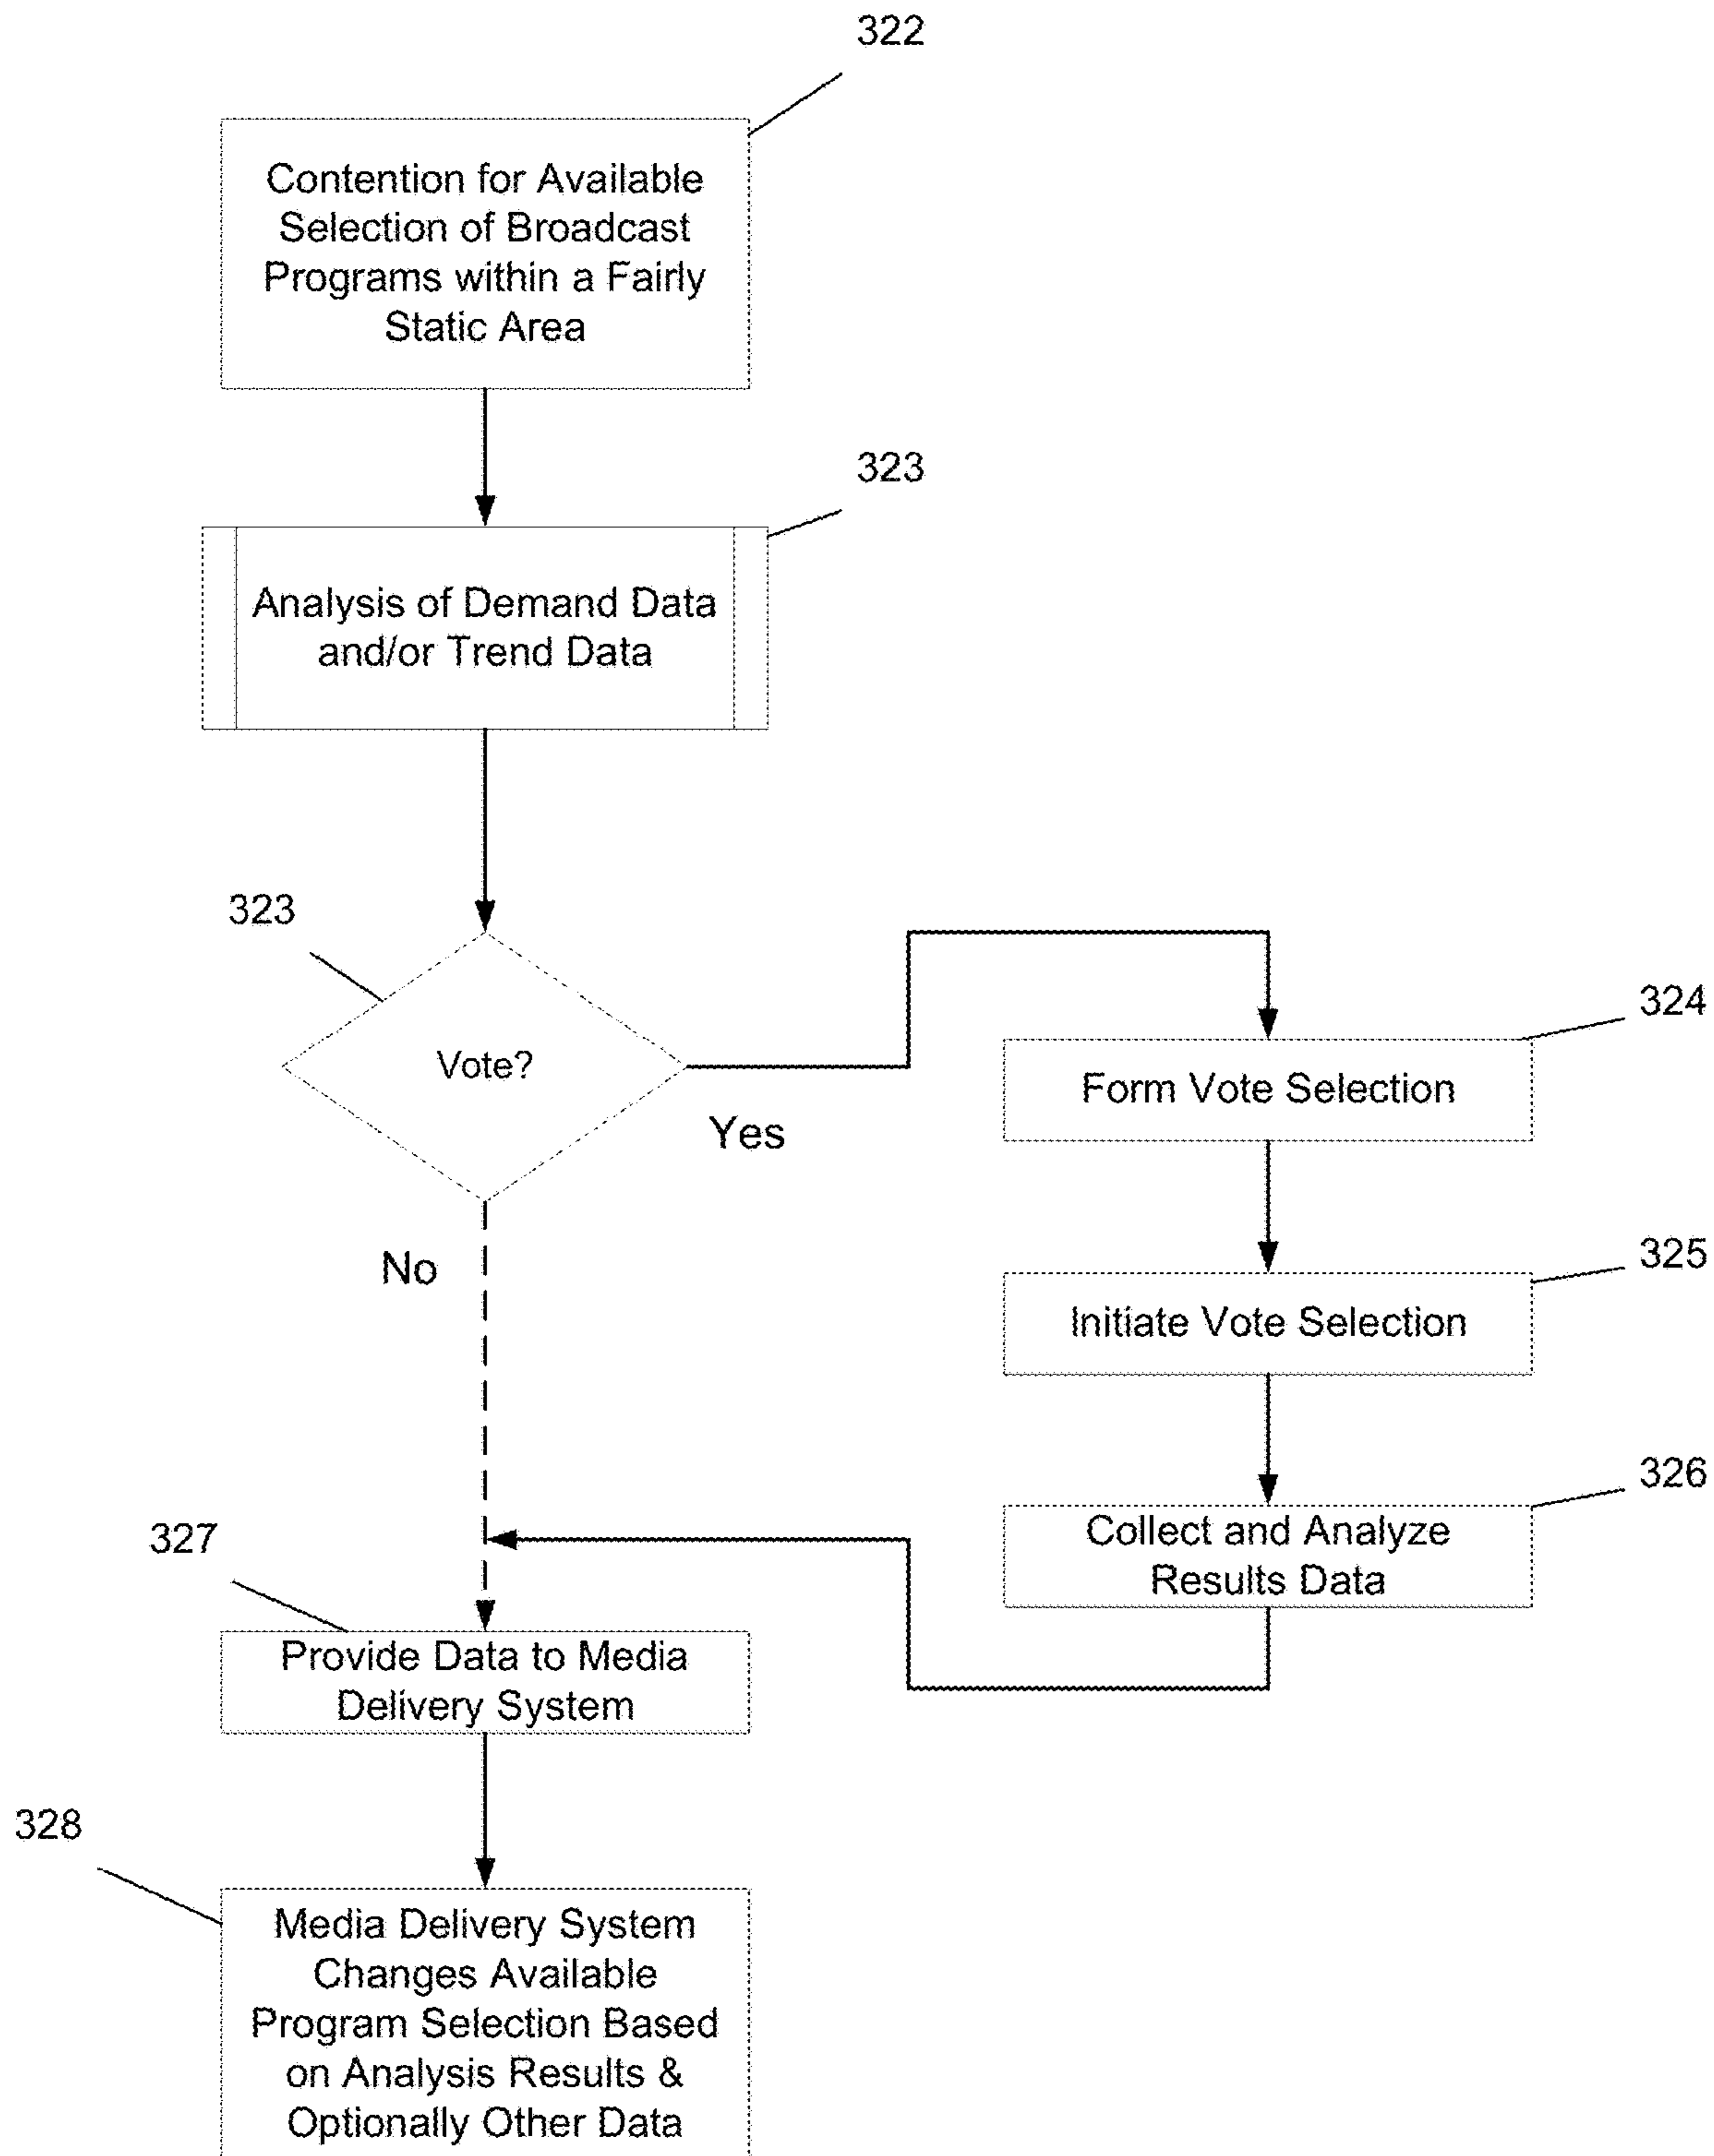 322
Contention for Available
Selection of Broadcast
Programs within a Fairly
Static Area
323
Analysis of Demand Data
and/or Trend Data
323
Vote?
Yes
No
324
Form Vote Selection
325
Initiate Vote Selection
326
Collect and Analyze
Results Data
327
Provide Data to Media
Delivery System
328
Media Delivery System
Changes Available
Program Selection Based
on Analysis Results &
Optionally Other Data